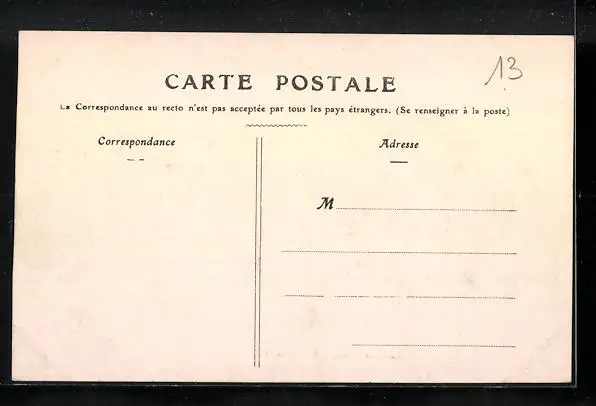 13
CARTE POSTALE
La Correspondance au recto n'est pas acceptée par tous les pays étrangers. (Se renseigner à la poste)
Correspondance
Adresse
M